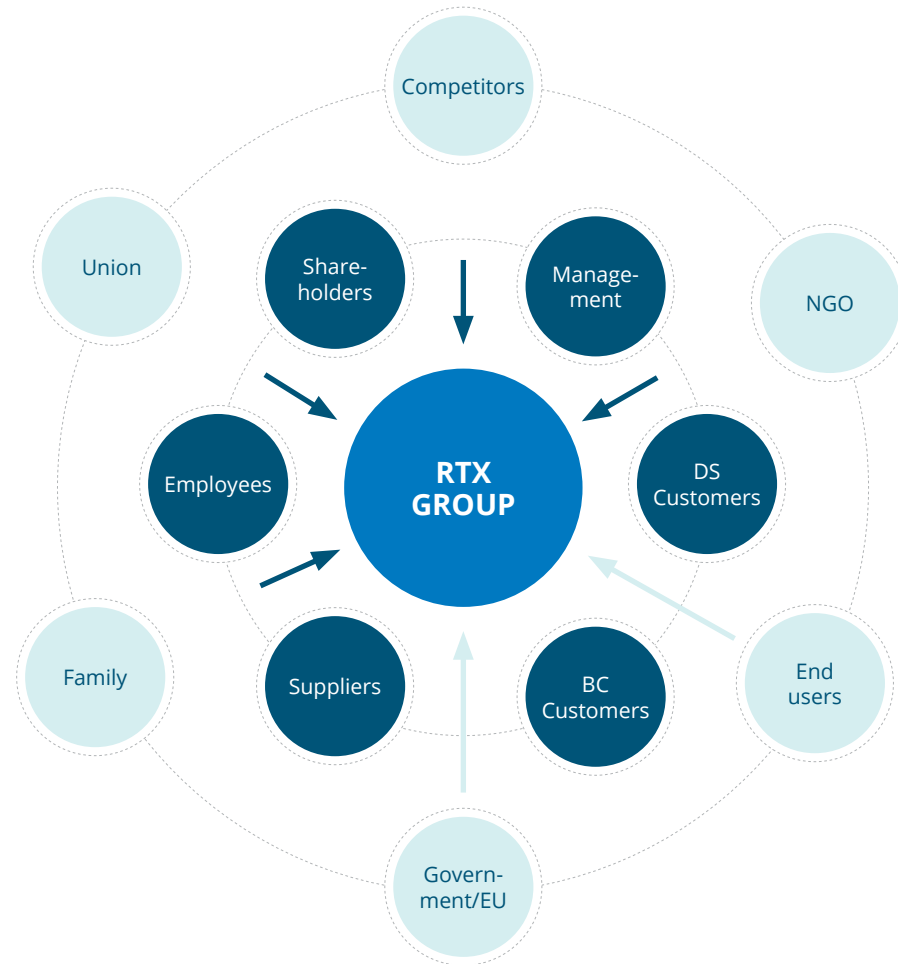 Competitors
Union
Share-
holders
Manage-
ment
NGO
Employees
RTX
GROUP
DS
Customers
Family
Suppliers
BC
Customers
End
users
Govern-
ment/EU